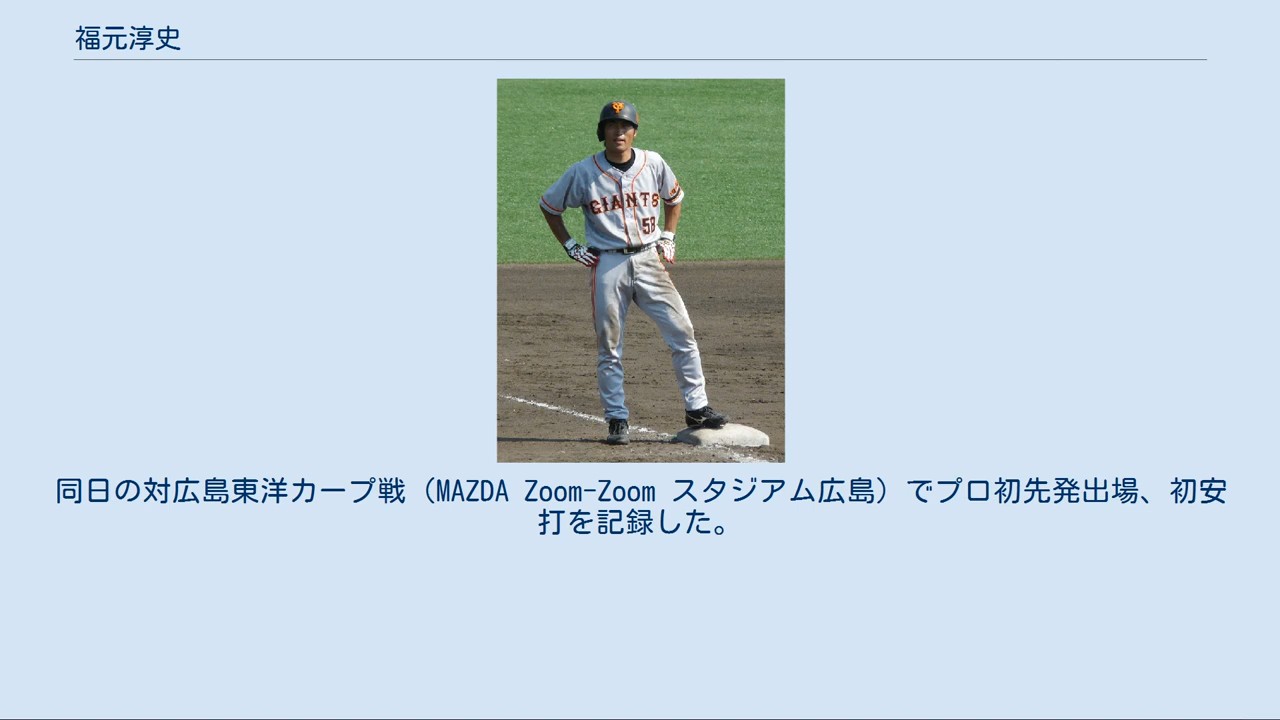 福元淳史
GIANTS
58
同日の対広島東洋カープ戦（MAZDA Zoom-Zoom スタジアム広島）でプロ初先発出場、初安
打を記録した。